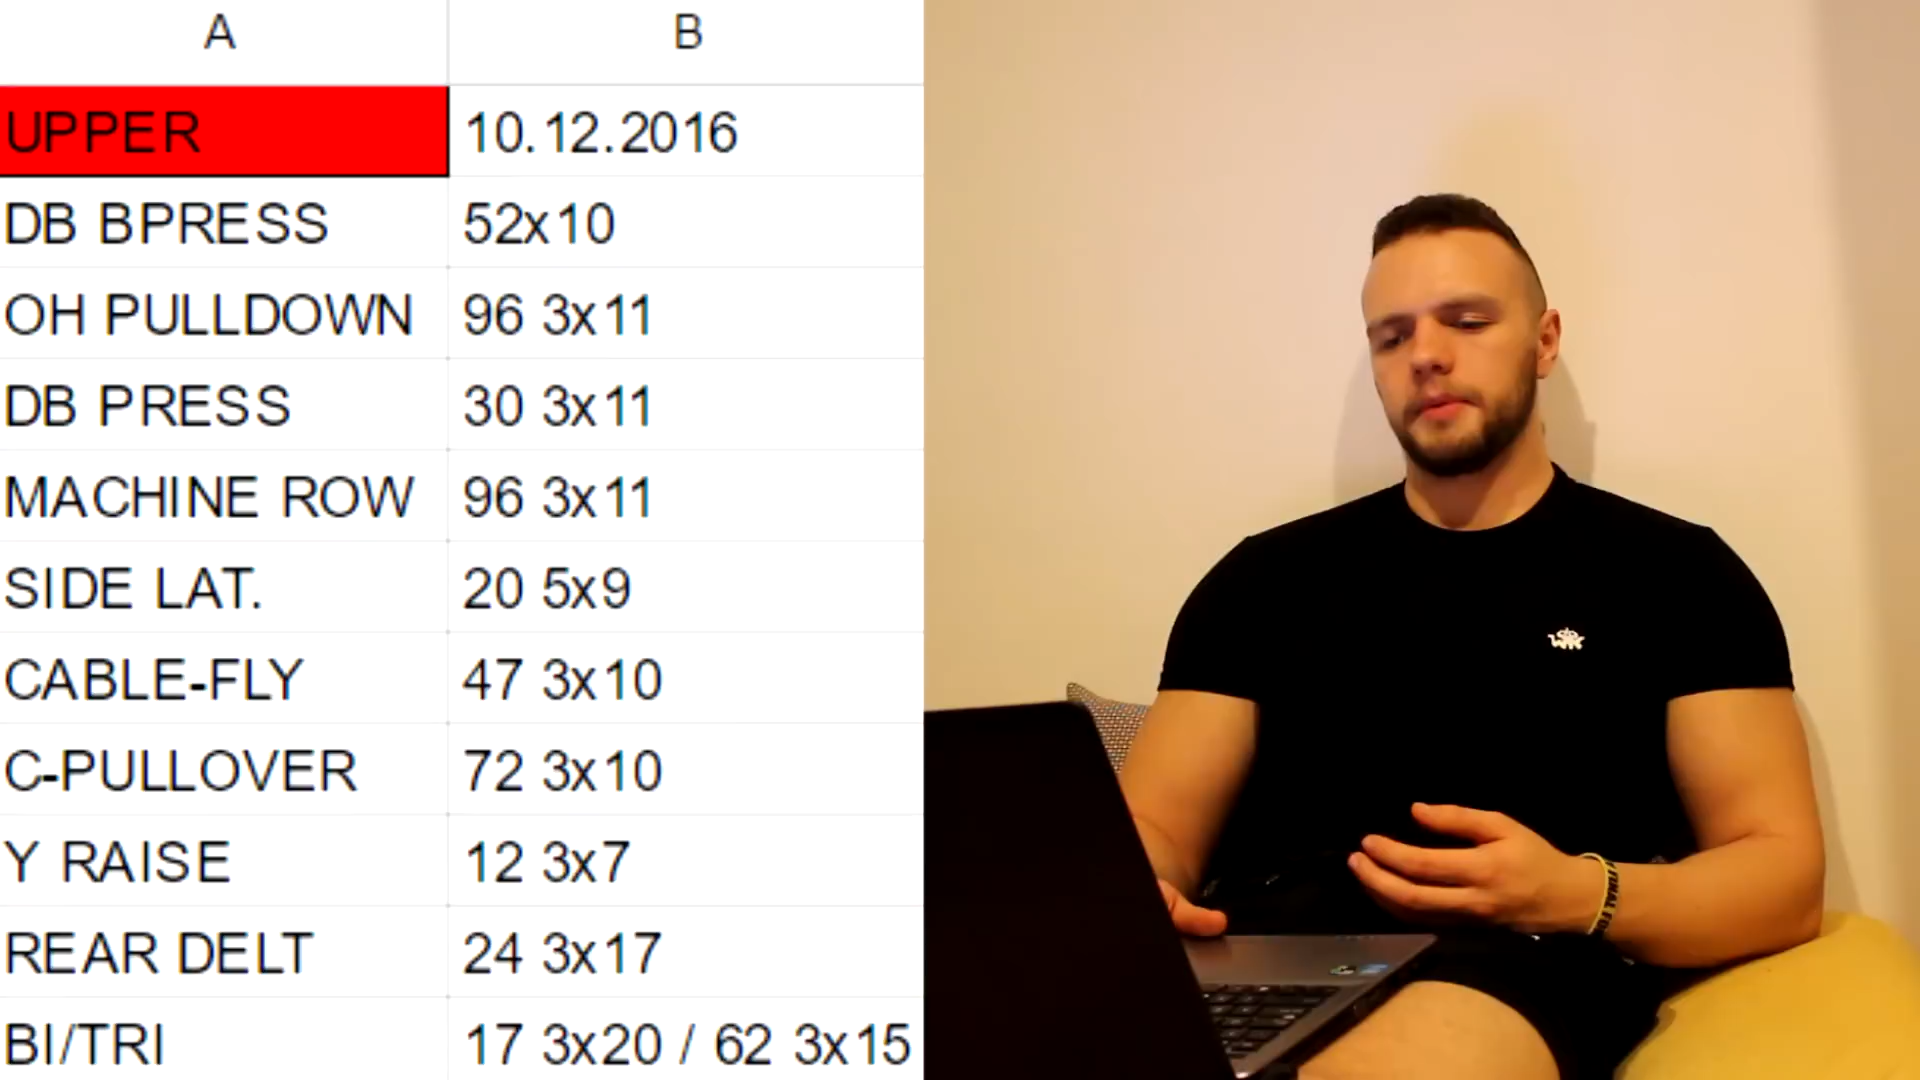 A B
UPPER 10.12.2016
DB BPRESS 52x10
OH PULLDOWN 96 3x11
DB PRESS 30 3x11
MACHINE ROW 96 3x11
SIDE LAT. 20 5x9
CABLE-FLY 47 3x10
C-PULLOVER 72 3x10
Y RAISE 12 3x7
REAR DELT 24 3x17
BI/TRI 17 3x20 / 62 3x15